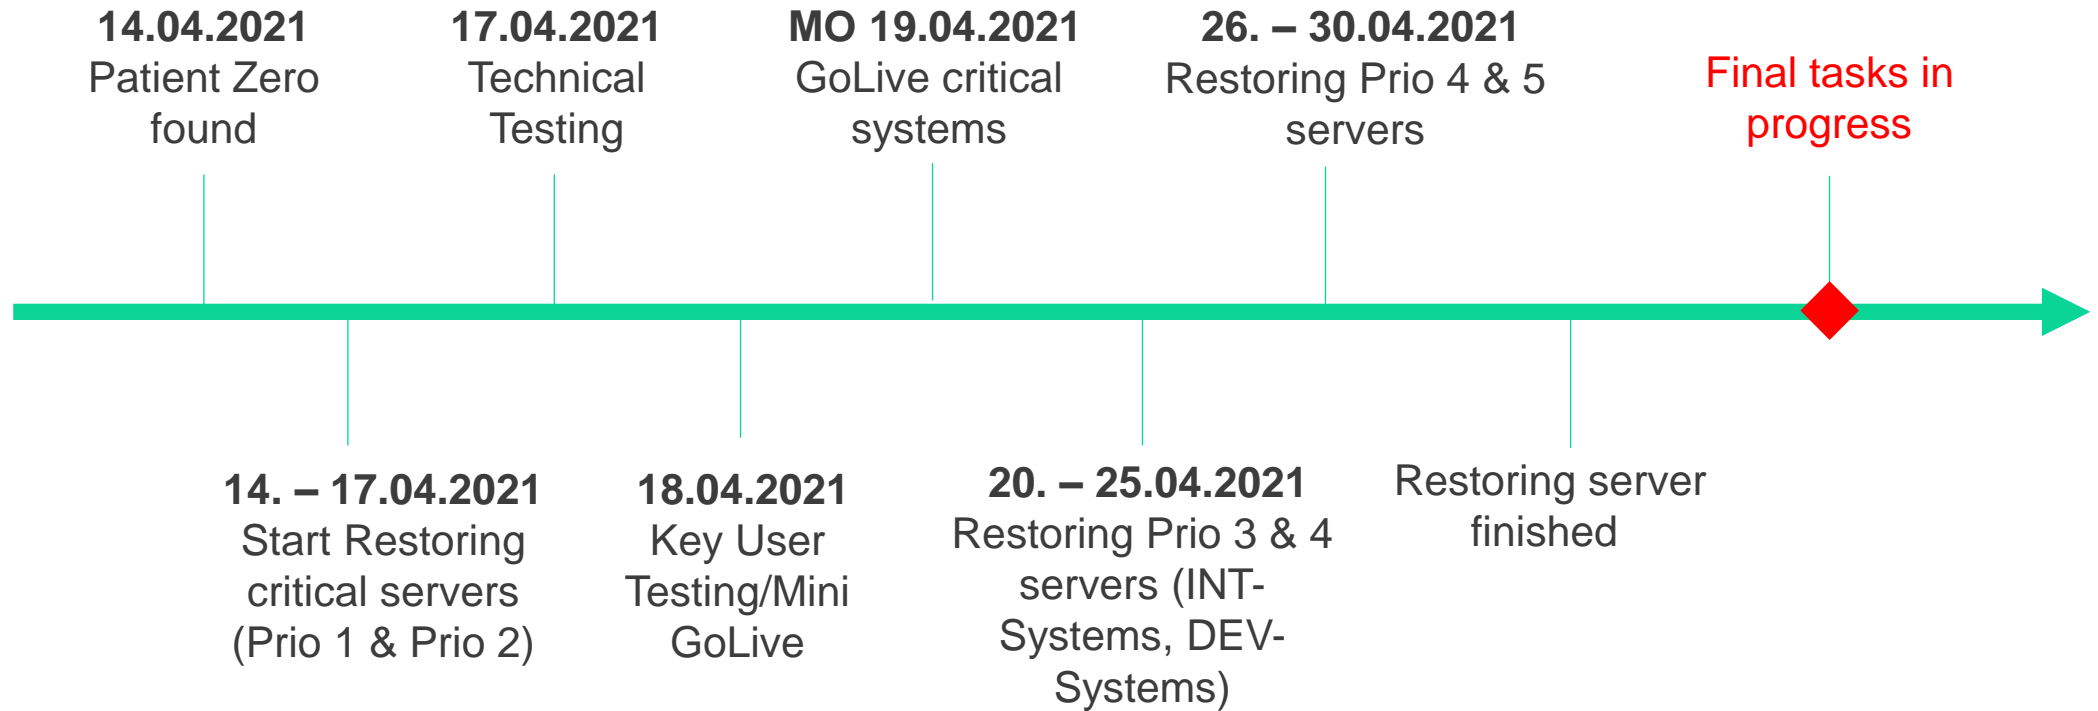 14.04.2021
Patient Zero
found
17.04.2021
Technical
Testing
MO 19.04.2021
GoLive critical
systems
26. – 30.04.2021
Restoring Prio 4 & 5
servers
Final tasks in
progress
14. – 17.04.2021
Start Restoring
critical servers
(Prio 1 & Prio 2)
18.04.2021
Key User
Testing/Mini
GoLive
20. – 25.04.2021
Restoring Prio 3 & 4
servers (INT-
Systems, DEV-
Systems)
Restoring server
finished